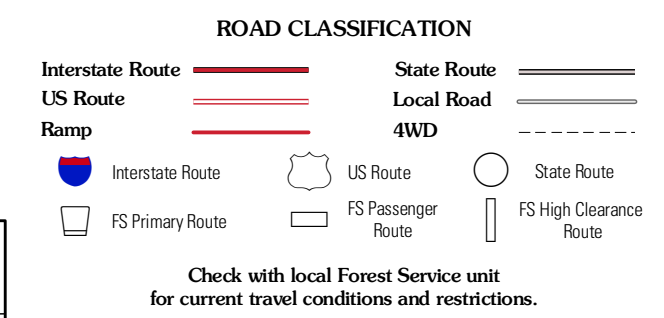 ROAD CLASSIFICATION
Interstate Route State Route
US Route Local Road
Ramp 4WD
Interstate Route US Route State Route
FS Primary Route
FS Passenger
Route
FS High Clearance
Route
Check with local Forest Service unit
for current travel conditions and restrictions.